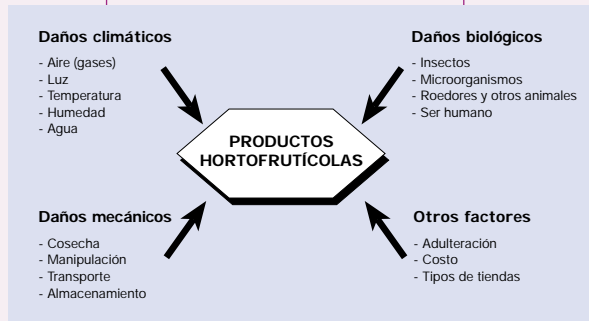 Daños climáticos
- Aire (gases)
- Luz
- Temperatura
- Humedad
- Agua
Daños biológicos
- Insectos
- Microorganismos
- Roedores y otros animales
- Ser humano
PRODUCTOS
HORTOFRUTÍCOLAS
Daños mecánicos
- Cosecha
- Manipulación
- Transporte
- Almacenamiento
Otros factores
- Adulteración
- Costo
- Tipos de tiendas